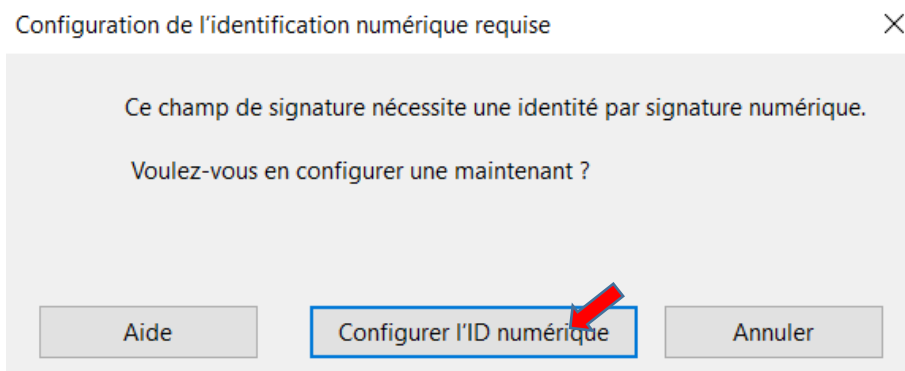 Configuration de l'identification numérique requise
Ce champ de signature nécessite une identité par signature numérique.
Voulez-vous en configurer une maintenant ?
Aide
Configurer l'ID numérique
Annuler